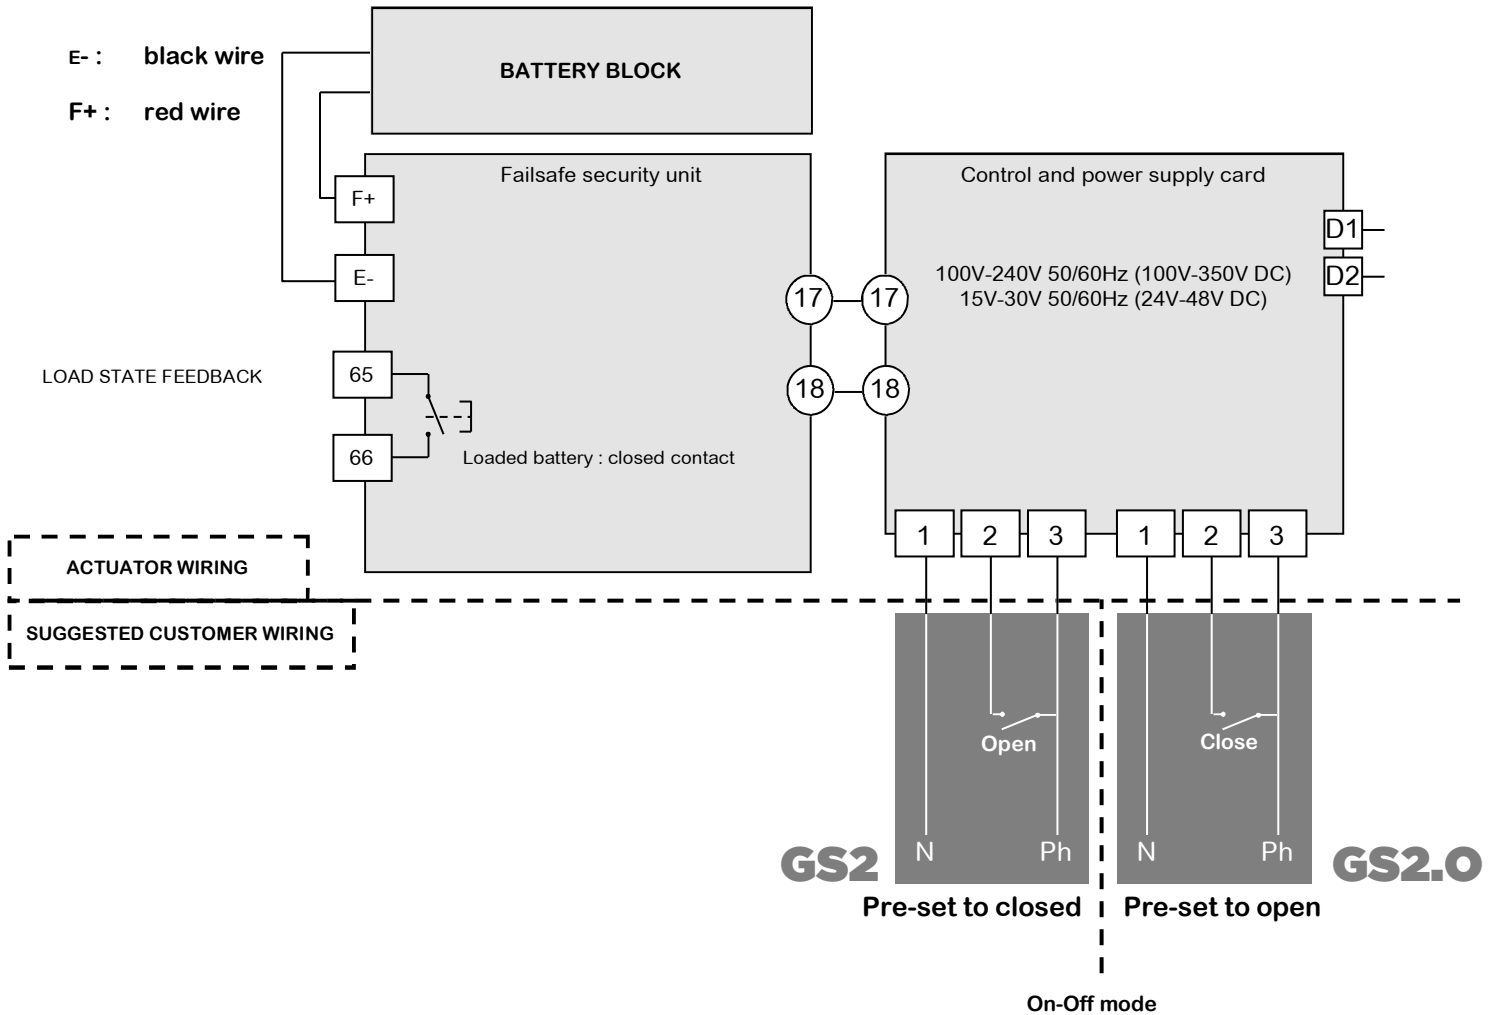 E- : black wire
F+ : red wire
BATTERY BLOCK
Failsafe security unit
Control and power supply card
F+
E-
D1
D2
100V-240V 50/60Hz (100V-350V DC)
15V-30V 50/60Hz (24V-48V DC)
17
17
LOAD STATE FEEDBACK
65
18
18
66
Loaded battery : closed contact
1
2
3
1
2
3
ACTUATOR WIRING
SUGGESTED CUSTOMER WIRING
Open
Close
GS2
N
Ph
N
Ph
GS2.O
Pre-set to closed
Pre-set to open
On-Off mode